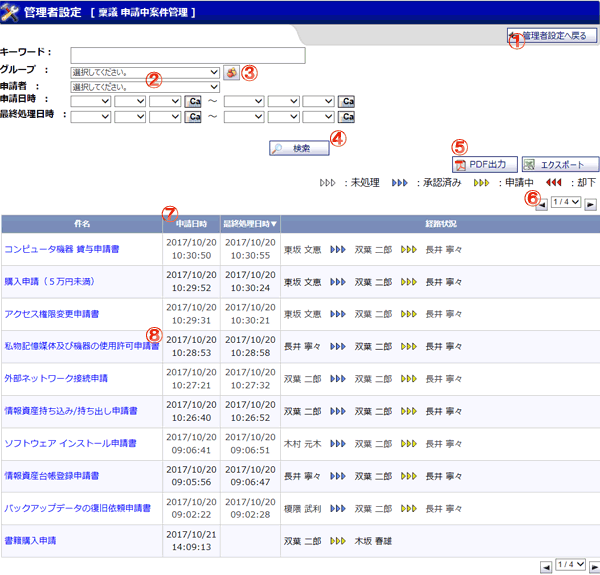 管理者設定 [ 稟議 申請中案件管理 ]
① 管理者設定へ戻る
キーワード :
グループ : 選択してください。 ③
申請者 : 選択してください。 ②
申請日時 : Ca ～ Ca
最終処理日時 : Ca ～ Ca
検索 ④
⑤ PDF出力 エクスポート
:未処理 :承認済み :申請中 :却下
⑥ 1 / 4
件名 ⑦ 申請日時 最終処理日時▼ 経路状況
コンピュータ機器 貸与申請書 2017/10/20 10:30:50 2017/10/20 10:30:55 東坂 文恵 双葉 二郎 長井 寧々
購入申請(５万円未満) 2017/10/20 10:29:52 2017/10/20 10:30:24 東坂 文恵 双葉 二郎 長井 寧々
アクセス権限変更申請書 2017/10/20 10:29:31 2017/10/20 10:30:21 東坂 文恵 双葉 二郎 長井 寧々
私物記憶媒体及び機器の使用許可申請書 ⑧ 2017/10/20 10:28:53 2017/10/20 10:28:58 長井 寧々 双葉 二郎 長井 寧々
外部ネットワーク接続申請 2017/10/20 10:27:21 2017/10/20 10:27:32 双葉 二郎 双葉 二郎 長井 寧々
情報資産持ち込み/持ち出し申請書 2017/10/20 10:26:40 2017/10/20 10:26:52 双葉 二郎 双葉 二郎 長井 寧々
ソフトウェア インストール申請書 2017/10/20 09:06:41 2017/10/20 09:06:51 木村 元木 双葉 二郎 長井 寧々
情報資産台帳登録申請書 2017/10/20 09:05:56 2017/10/20 09:06:47 長井 寧々 双葉 二郎 長井 寧々
バックアップデータの復旧依頼申請書 2017/10/20 09:02:22 2017/10/20 09:02:28 榎隈 武利 双葉 二郎 長井 寧々
書籍購入申請 2017/10/21 14:09:13 双葉 二郎 木坂 春雄
1 / 4